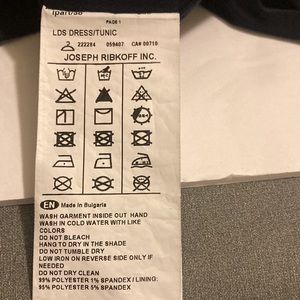 PAGE 1
LDS DRESS/TUNIC
222284 059407 CA# 00710
JOSEPH RIBKOFF INC.
EN Made in Bulgaria
WASH GARMENT INSIDE OUT HAND
WASH IN COLD WATER WITH LIKE
COLORS
DO NOT BLEACH
HANG TO DRY IN THE SHADE
DO NOT TUMBLE DRY
LOW IRON ON REVERSE SIDE ONLY IF
NEEDED
DO NOT DRY CLEAN
99% POLYESTER 1% SPANDEX / LINING:
95% POLYESTER 5% SPANDEX